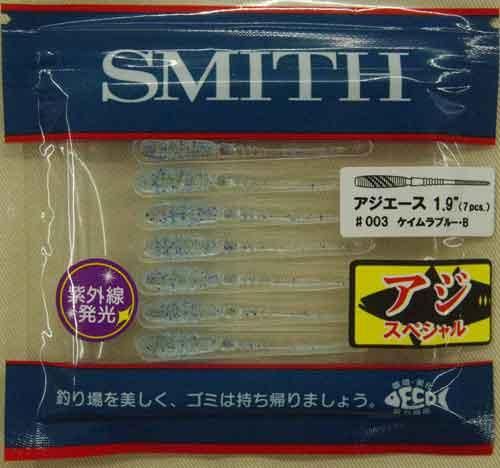 SMITH
アジエース 1.9"(7pcs.)
#003 ケイムラブルー・B
紫外線
発光
アジ
スペシャル
釣り場を美しく、ゴミは持ち帰りましょう。
ECO